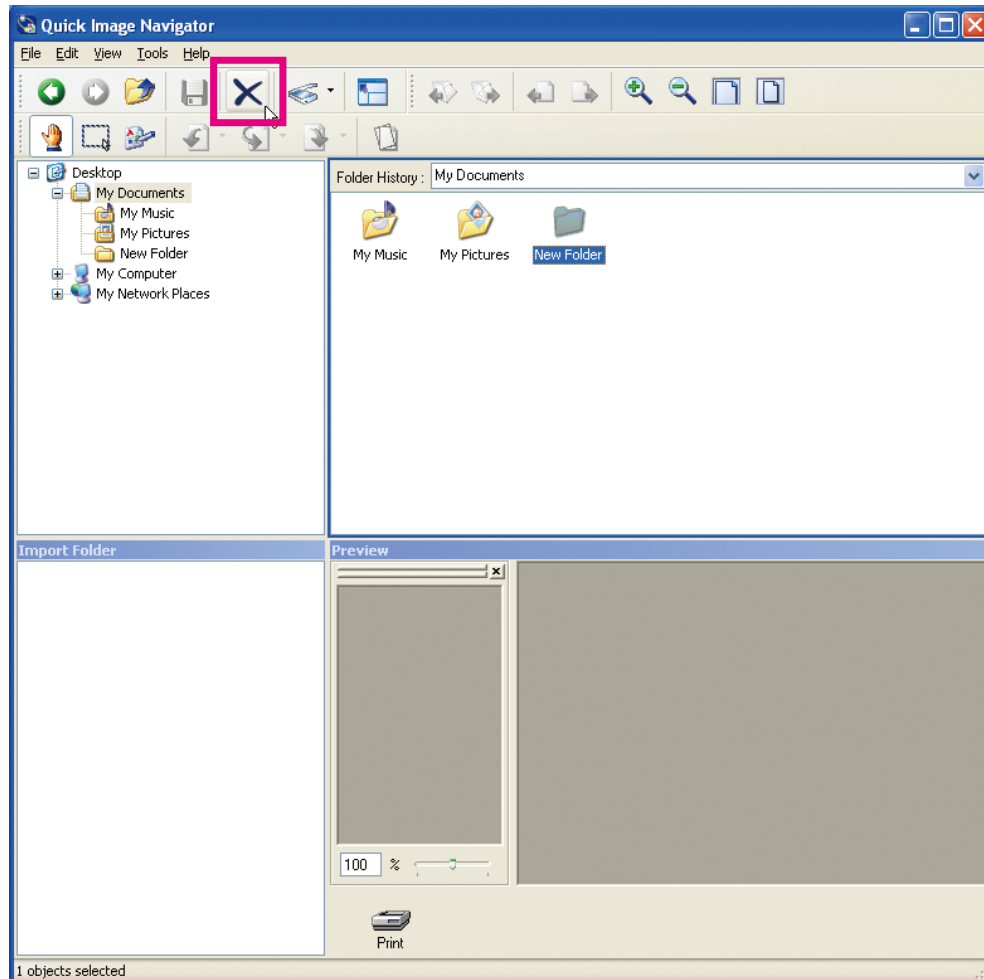 Quick Image Navigator
File Edit View Tools Help
Desktop
My Documents
My Music
My Pictures
New Folder
My Computer
My Network Places
Folder History : My Documents
My Music My Pictures New Folder
Import Folder
Preview
100 %
Print
1 objects selected